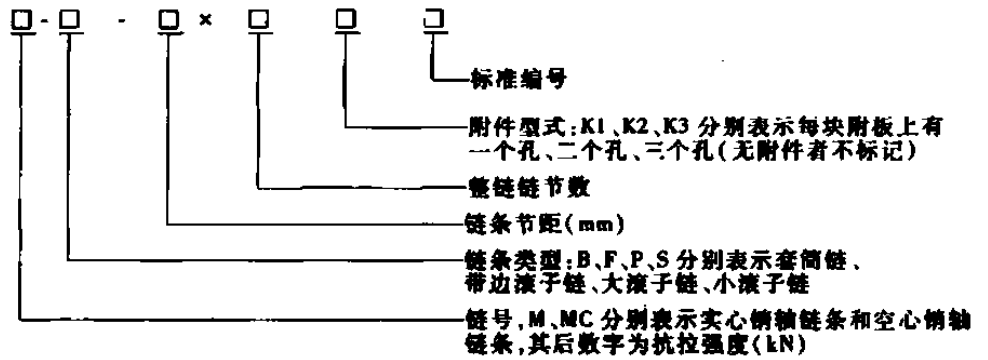 □-□ - □ × □ □ □
标准编号
附件型式:K1、K2、K3 分别表示每块附板上有
一个孔、二个孔、三个孔(无附件者不标记)
整链链节数
链条节距(mm)
链条类型:B、F、P、S 分别表示套筒链、
带边滚子链、大滚子链、小滚子链
链号,M、MC 分别表示实心销轴链条和空心销轴
链条,其后数字为抗拉强度(kN)